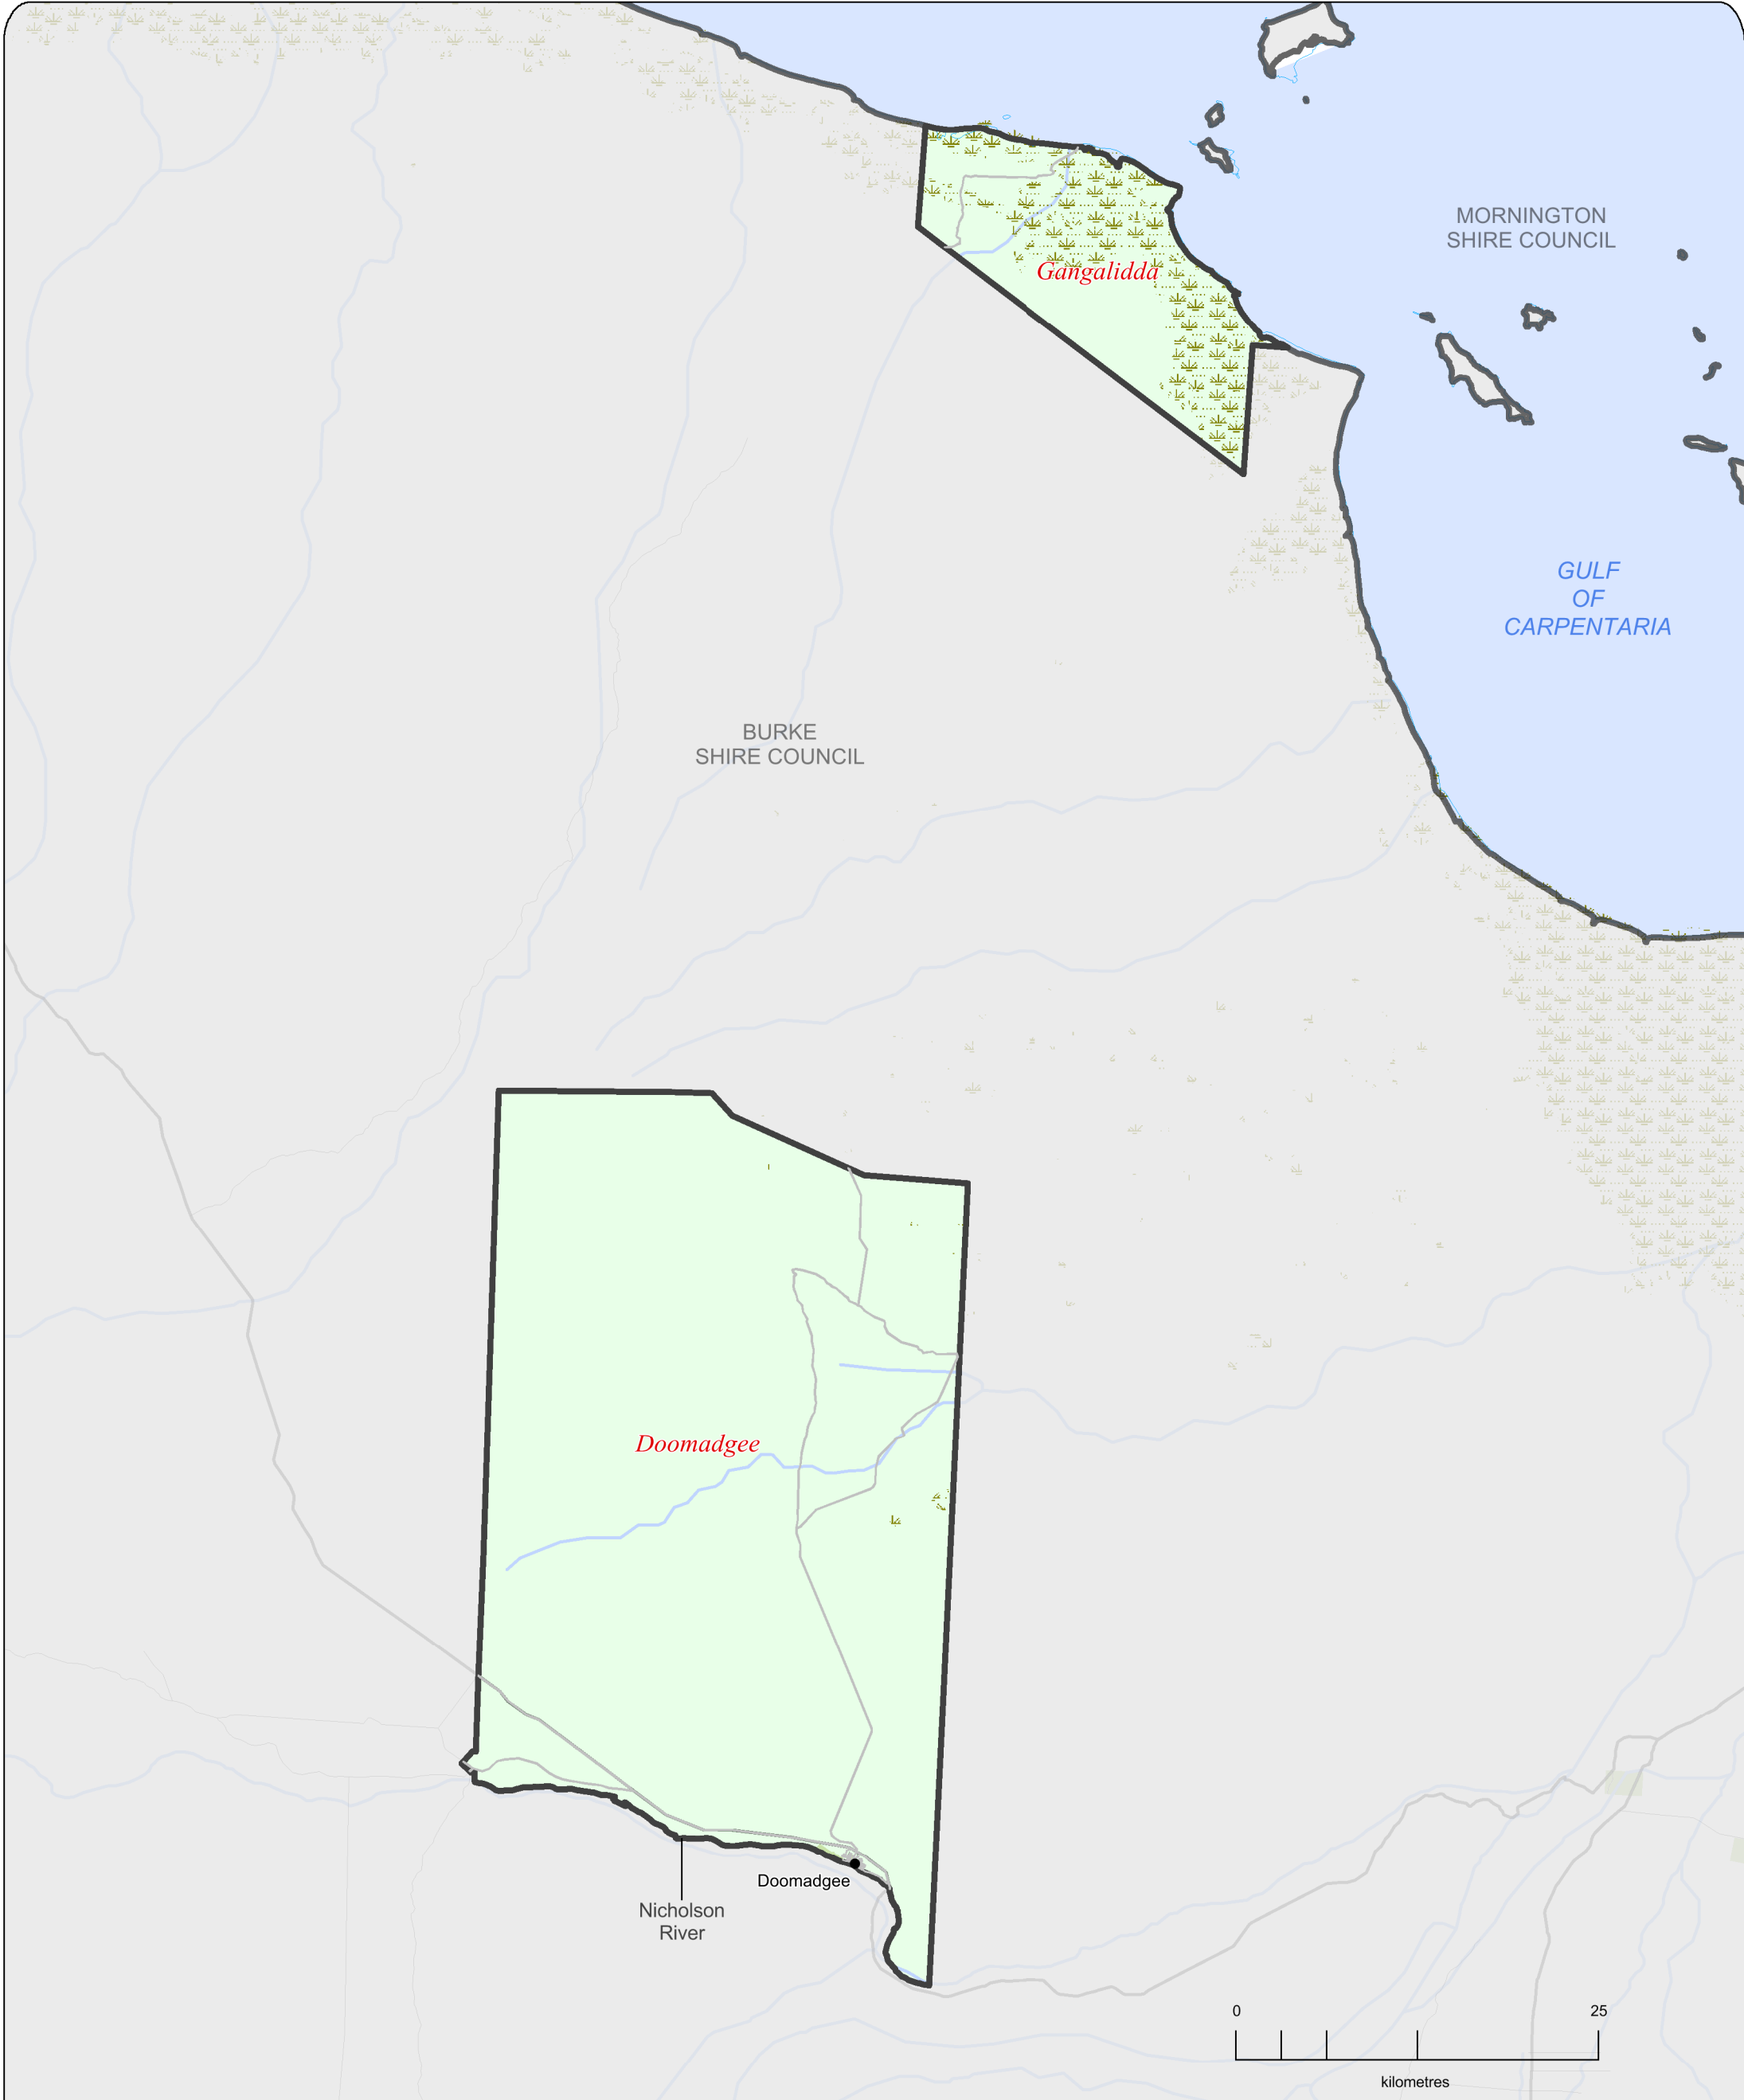 MORNINGTON
SHIRE COUNCIL
Gangalidda
GULF
OF
CARPENTARIA
BURKE
SHIRE COUNCIL
Doomadgee
Doomadgee
Nicholson
River
0 25
kilometres